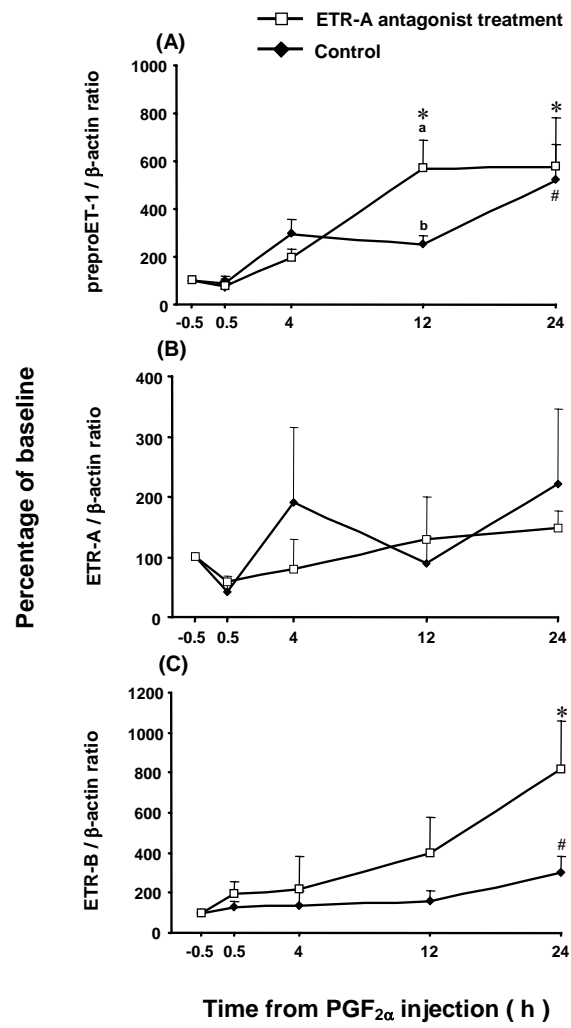 ETR-A antagonist treatment
Control
(A)
preproET-1 / β-actin ratio
1000
800
600
400
200
0
*
a
b
*
#
-0.5 0.5 4 12 24
(B)
Percentage of baseline
ETR-A / β-actin ratio
400
300
200
100
0
-0.5 0.5 4 12 24
(C)
ETR-B / β-actin ratio
1200
1000
800
600
400
200
0
*
#
-0.5 0.5 4 12 24
Time from PGF2α injection ( h )